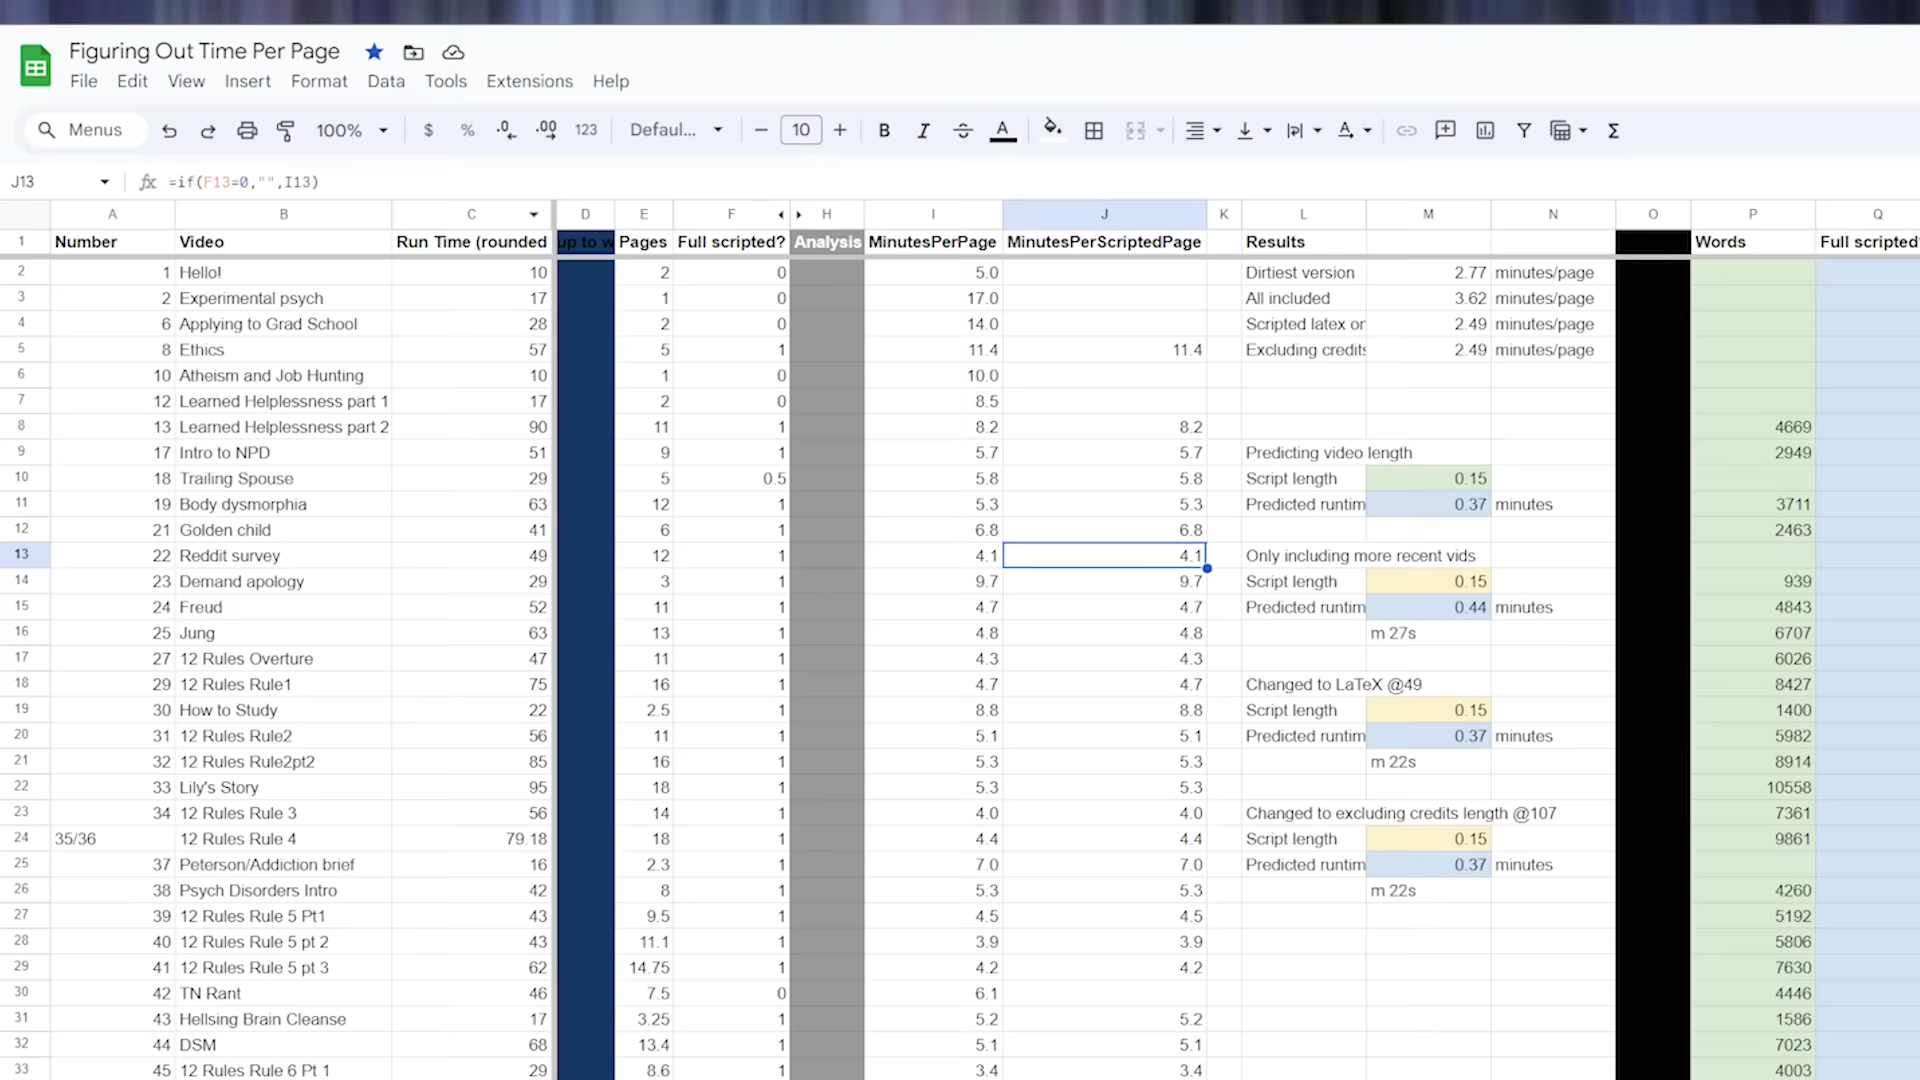 Figuring Out Time Per Page
File Edit View Insert Format Data Tools Extensions Help
Menus 100% $ % .0 .00 123 Defaul... 10 B I A
J13 fx =if(F13=0,"",I13)
A B C D E F H I J K L M N O P Q
1 Number Video Run Time (rounded up to w Pages Full scripted? Analysis MinutesPerPage MinutesPerScriptedPage Results Words Full scripted?
2 1 Hello! 10 2 0 5.0 Dirtiest version 2.77 minutes/page
3 2 Experimental psych 17 1 0 17.0 All included 3.62 minutes/page
4 6 Applying to Grad School 28 2 0 14.0 Scripted latex or 2.49 minutes/page
5 8 Ethics 57 5 1 11.4 11.4 Excluding credits 2.49 minutes/page
6 10 Atheism and Job Hunting 10 1 0 10.0
7 12 Learned Helplessness part 1 17 2 0 8.5
8 13 Learned Helplessness part 2 90 11 1 8.2 8.2 4669
9 17 Intro to NPD 51 9 1 5.7 5.7 Predicting video length 2949
10 18 Trailing Spouse 29 5 0.5 5.8 5.8 Script length 0.15
11 19 Body dysmorphia 63 12 1 5.3 5.3 Predicted runtim 0.37 minutes 3711
12 21 Golden child 41 6 1 6.8 6.8 2463
13 22 Reddit survey 49 12 1 4.1 4.1 Only including more recent vids
14 23 Demand apology 29 3 1 9.7 9.7 Script length 0.15 939
15 24 Freud 52 11 1 4.7 4.7 Predicted runtim 0.44 minutes 4843
16 25 Jung 63 13 1 4.8 4.8 m 27s 6707
17 27 12 Rules Overture 47 11 1 4.3 4.3 6026
18 29 12 Rules Rule1 75 16 1 4.7 4.7 Changed to LaTeX @49 8427
19 30 How to Study 22 2.5 1 8.8 8.8 Script length 0.15 1400
20 31 12 Rules Rule2 56 11 1 5.1 5.1 Predicted runtim 0.37 minutes 5982
21 32 12 Rules Rule2pt2 85 16 1 5.3 5.3 m 22s 8914
22 33 Lily's Story 95 18 1 5.3 5.3 10558
23 34 12 Rules Rule 3 56 14 1 4.0 4.0 Changed to excluding credits length @107 7361
24 35/36 12 Rules Rule 4 79.18 18 1 4.4 4.4 Script length 0.15 9861
25 37 Peterson/Addiction brief 16 2.3 1 7.0 7.0 Predicted runtim 0.37 minutes
26 38 Psych Disorders Intro 42 8 1 5.3 5.3 m 22s 4260
27 39 12 Rules Rule 5 Pt1 43 9.5 1 4.5 4.5 5192
28 40 12 Rules Rule 5 pt 2 43 11.1 1 3.9 3.9 5806
29 41 12 Rules Rule 5 pt 3 62 14.75 1 4.2 4.2 7630
30 42 TN Rant 46 7.5 0 6.1 4446
31 43 Hellsing Brain Cleanse 17 3.25 1 5.2 5.2 1586
32 44 DSM 68 13.4 1 5.1 5.1 7023
33 45 12 Rules Rule 6 Pt 1 29 8.6 1 3.4 3.4 4003